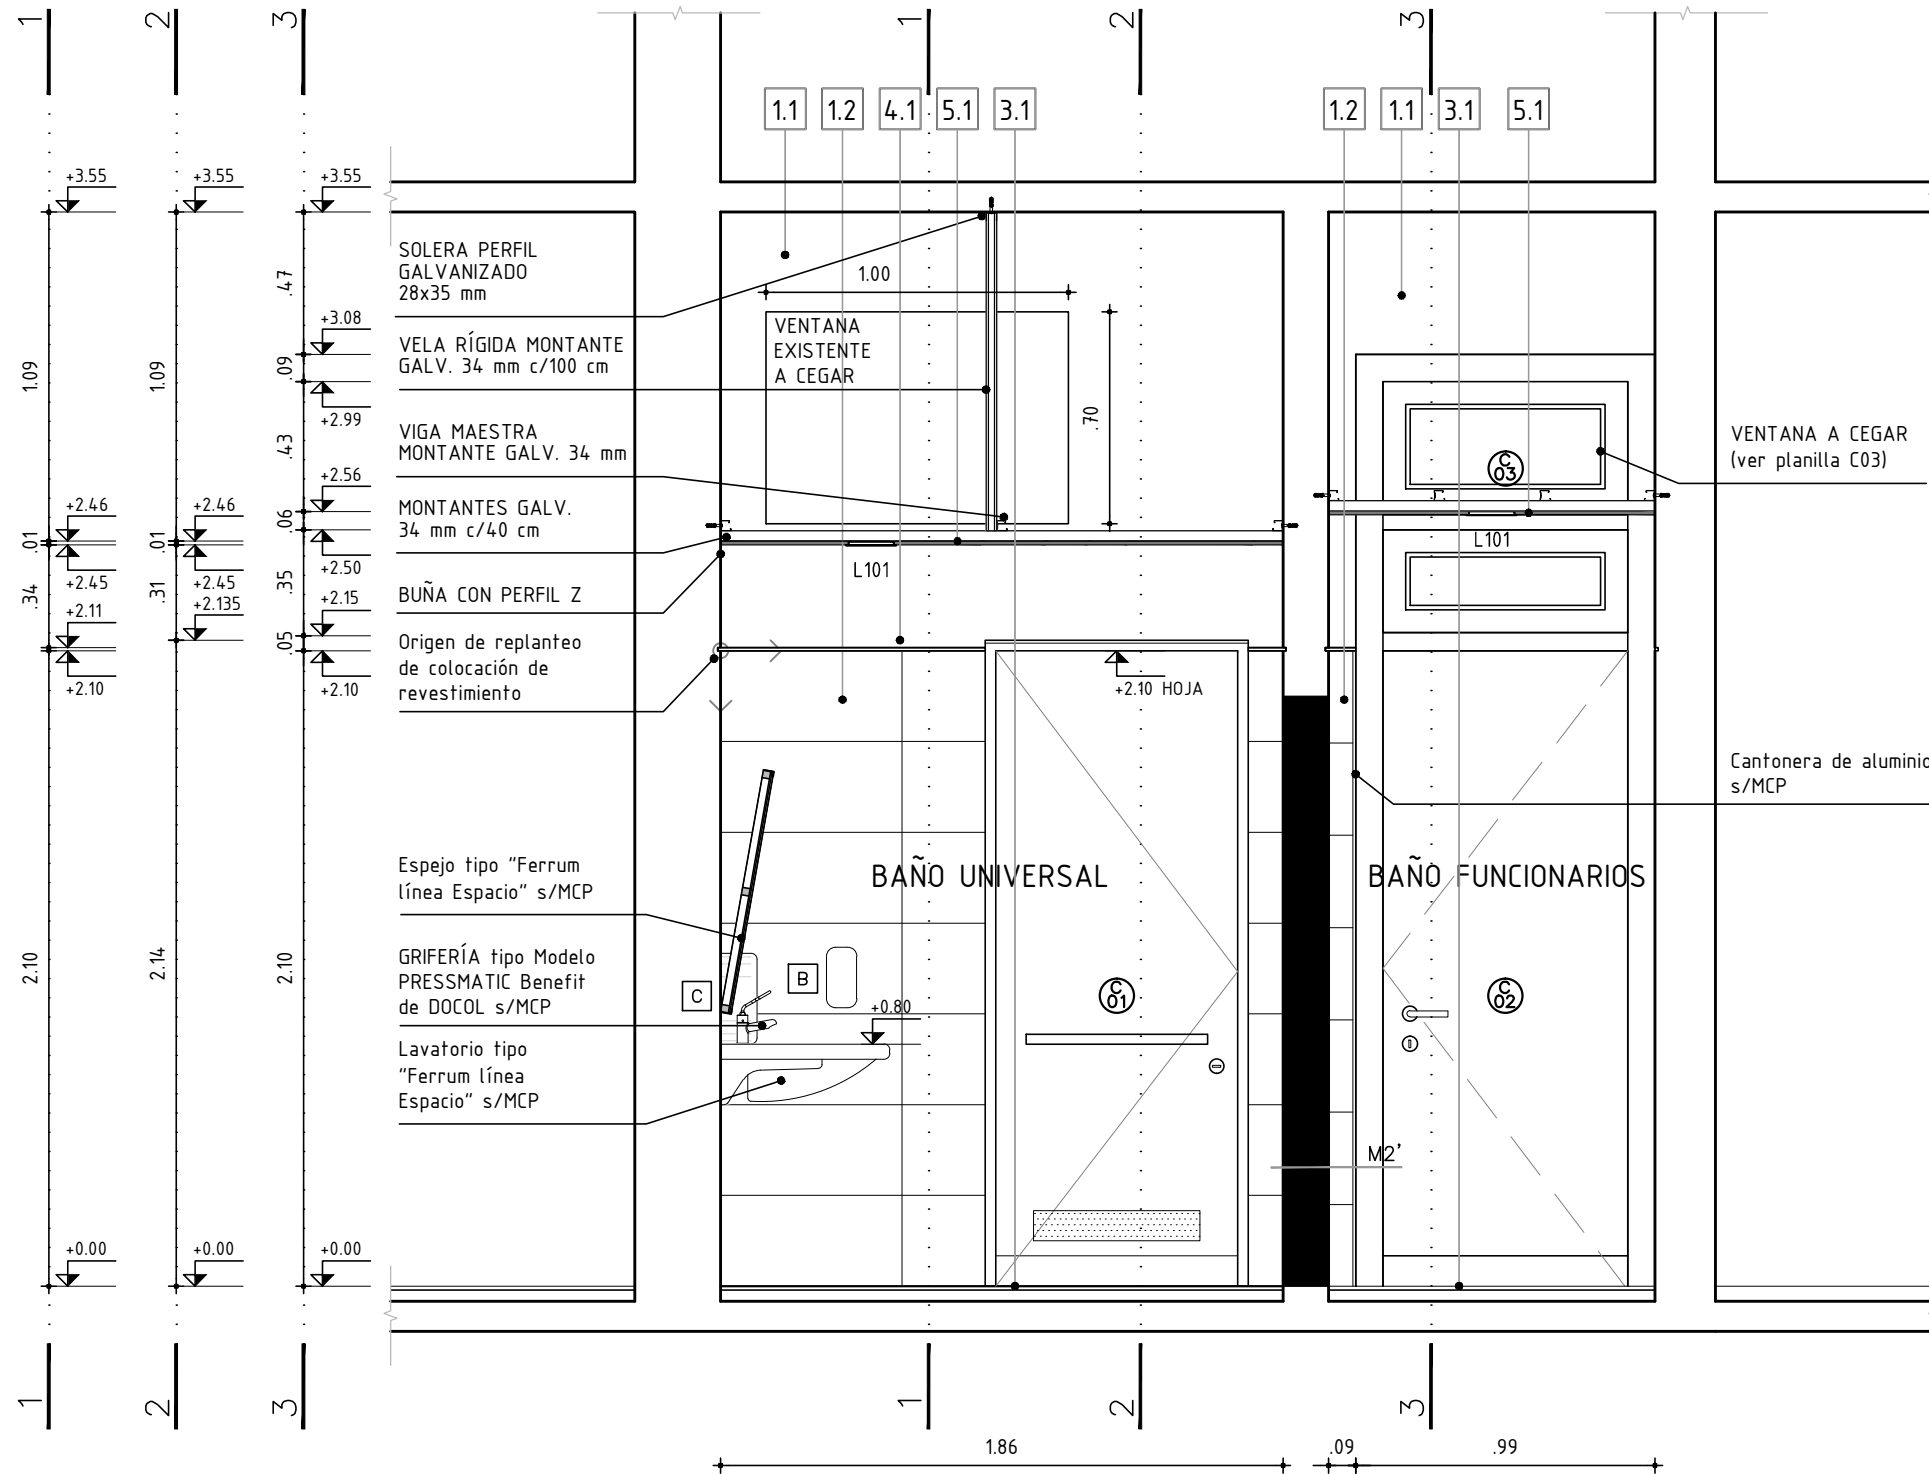 1
2
3
1
2
3
1.1
1.2
4.1
5.1
3.1
1.2
1.1
3.1
5.1
+3.55
+3.55
+3.55
SOLERA PERFIL
GALVANIZADO
28x35 mm
1.00
.47
+3.08
VELA RÍGIDA MONTANTE
GALV. 34 mm c/100 cm
VENTANA
EXISTENTE
A CEGAR
1.09
1.09
.09
+2.99
.70
VIGA MAESTRA
MONTANTE GALV. 34 mm
.43
VENTANA A CEGAR
(ver planilla C03)
C
03
+2.56
+2.46
+2.46
MONTANTES GALV.
34 mm c/40 cm
.01
.01
.06
L101
L101
+2.45
+2.45
+2.50
.34
.31
.35
BUÑA CON PERFIL Z
+2.11
+2.135
+2.15
Origen de replanteo
de colocación de
revestimiento
.05
+2.10
+2.10
+2.10 HOJA
Cantonera de aluminio
s/MCP
Espejo tipo "Ferrum
línea Espacio" s/MCP
BAÑO UNIVERSAL
BAÑO FUNCIONARIOS
2.10
2.14
2.10
GRIFERÍA tipo Modelo
PRESSMATIC Benefit
de DOCOL s/MCP
C
B
+0.80
C
01
C
02
Lavatorio tipo
"Ferrum línea
Espacio" s/MCP
M2'
+0.00
+0.00
+0.00
1
2
3
1
2
3
1.86
.09
.99